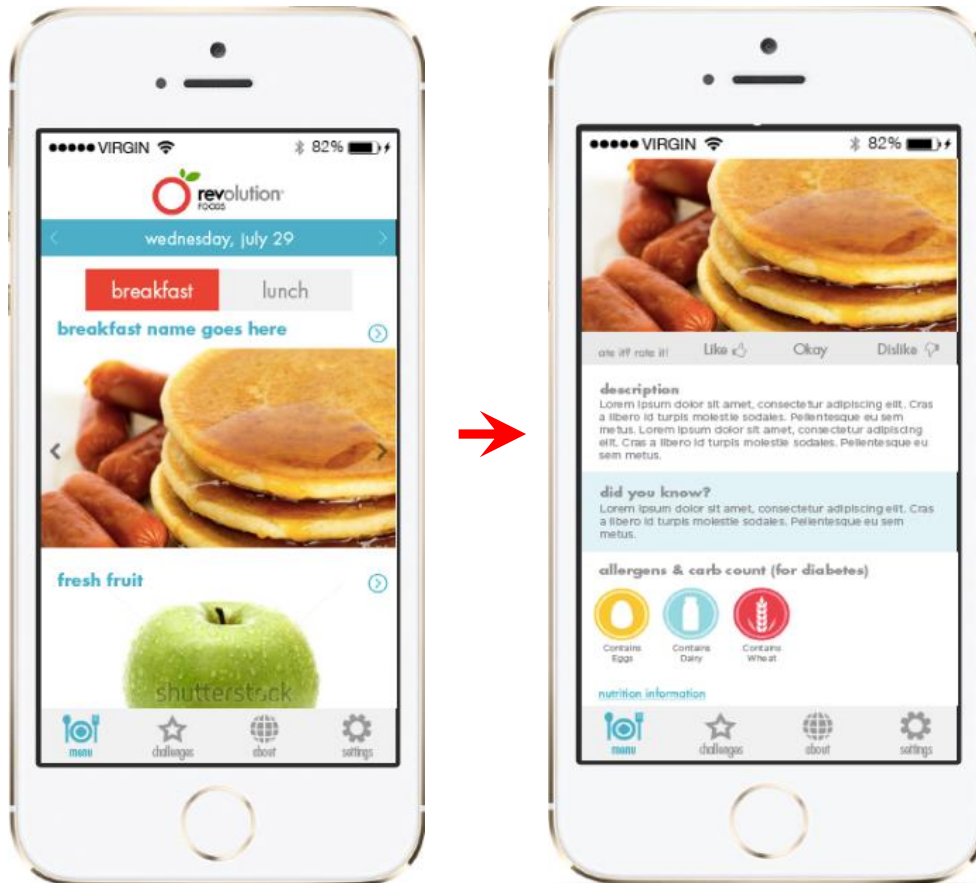 VIRGIN 82%
revolution
FOODS
wednesday, july 29
breakfast lunch
breakfast name goes here
fresh fruit
shutterstock
menu challenges about settings
VIRGIN 82%
ate it? rate it! Like Okay Dislike
description
Lorem ipsum dolor sit amet, consectetur adipiscing elit. Cras
a libero id turpis molestie sodales. Pellentesque eu sem
metus. Lorem ipsum dolor sit amet, consectetur adipiscing
elit. Cras a libero id turpis molestie sodales. Pellentesque eu
sem metus.
did you know?
Lorem ipsum dolor sit amet, consectetur adipiscing elit. Cras
a libero id turpis molestie sodales. Pellentesque eu sem
metus.
allergens & carb count (for diabetes)
Contains Contains Contains
Eggs Dairy Wheat
nutrition information
menu challenges about settings